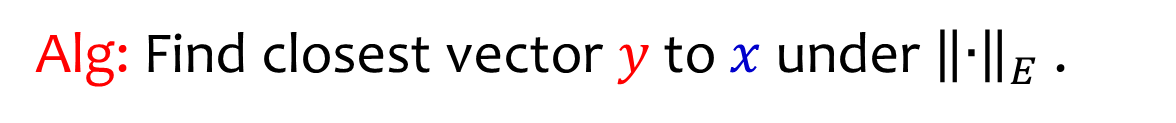 Alg: Find closest vector y to x under ‖·‖_E .